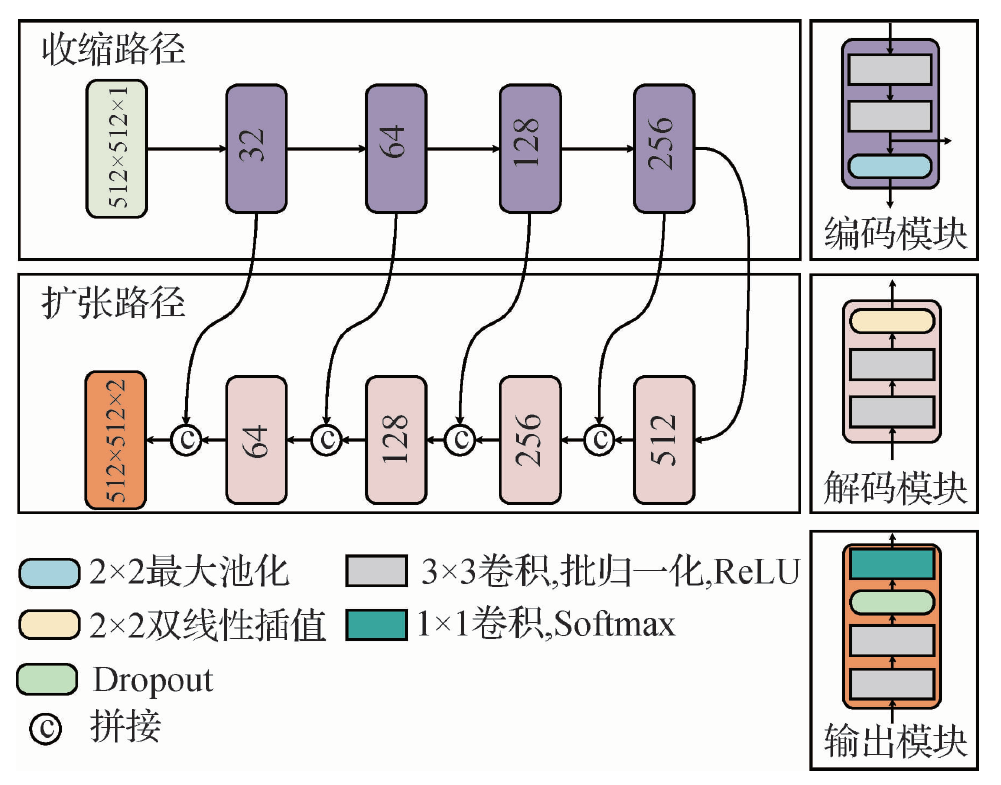 收缩路径
512×512×1
32
64
128
256
编码模块
扩张路径
512×512×2
c
64
c
128
c
256
c
512
解码模块
2×2最大池化
3×3卷积,批归一化,ReLU
2×2双线性插值
1×1卷积,Softmax
Dropout
c 拼接
输出模块